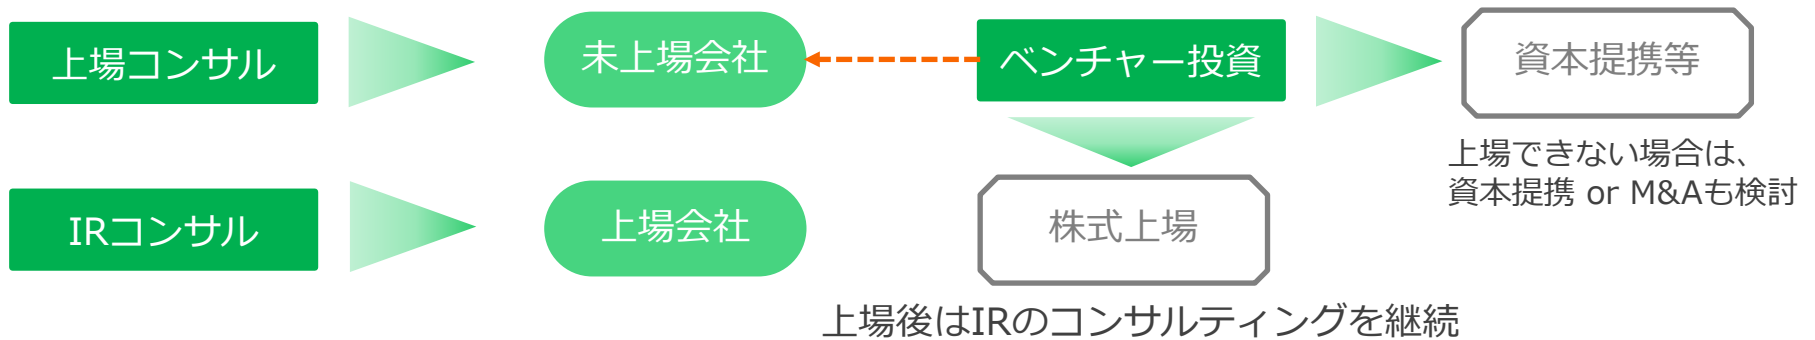 上場コンサル
未上場会社
ベンチャー投資
資本提携等
上場できない場合は、
資本提携 or M&Aも検討
IRコンサル
上場会社
株式上場
上場後はIRのコンサルティングを継続